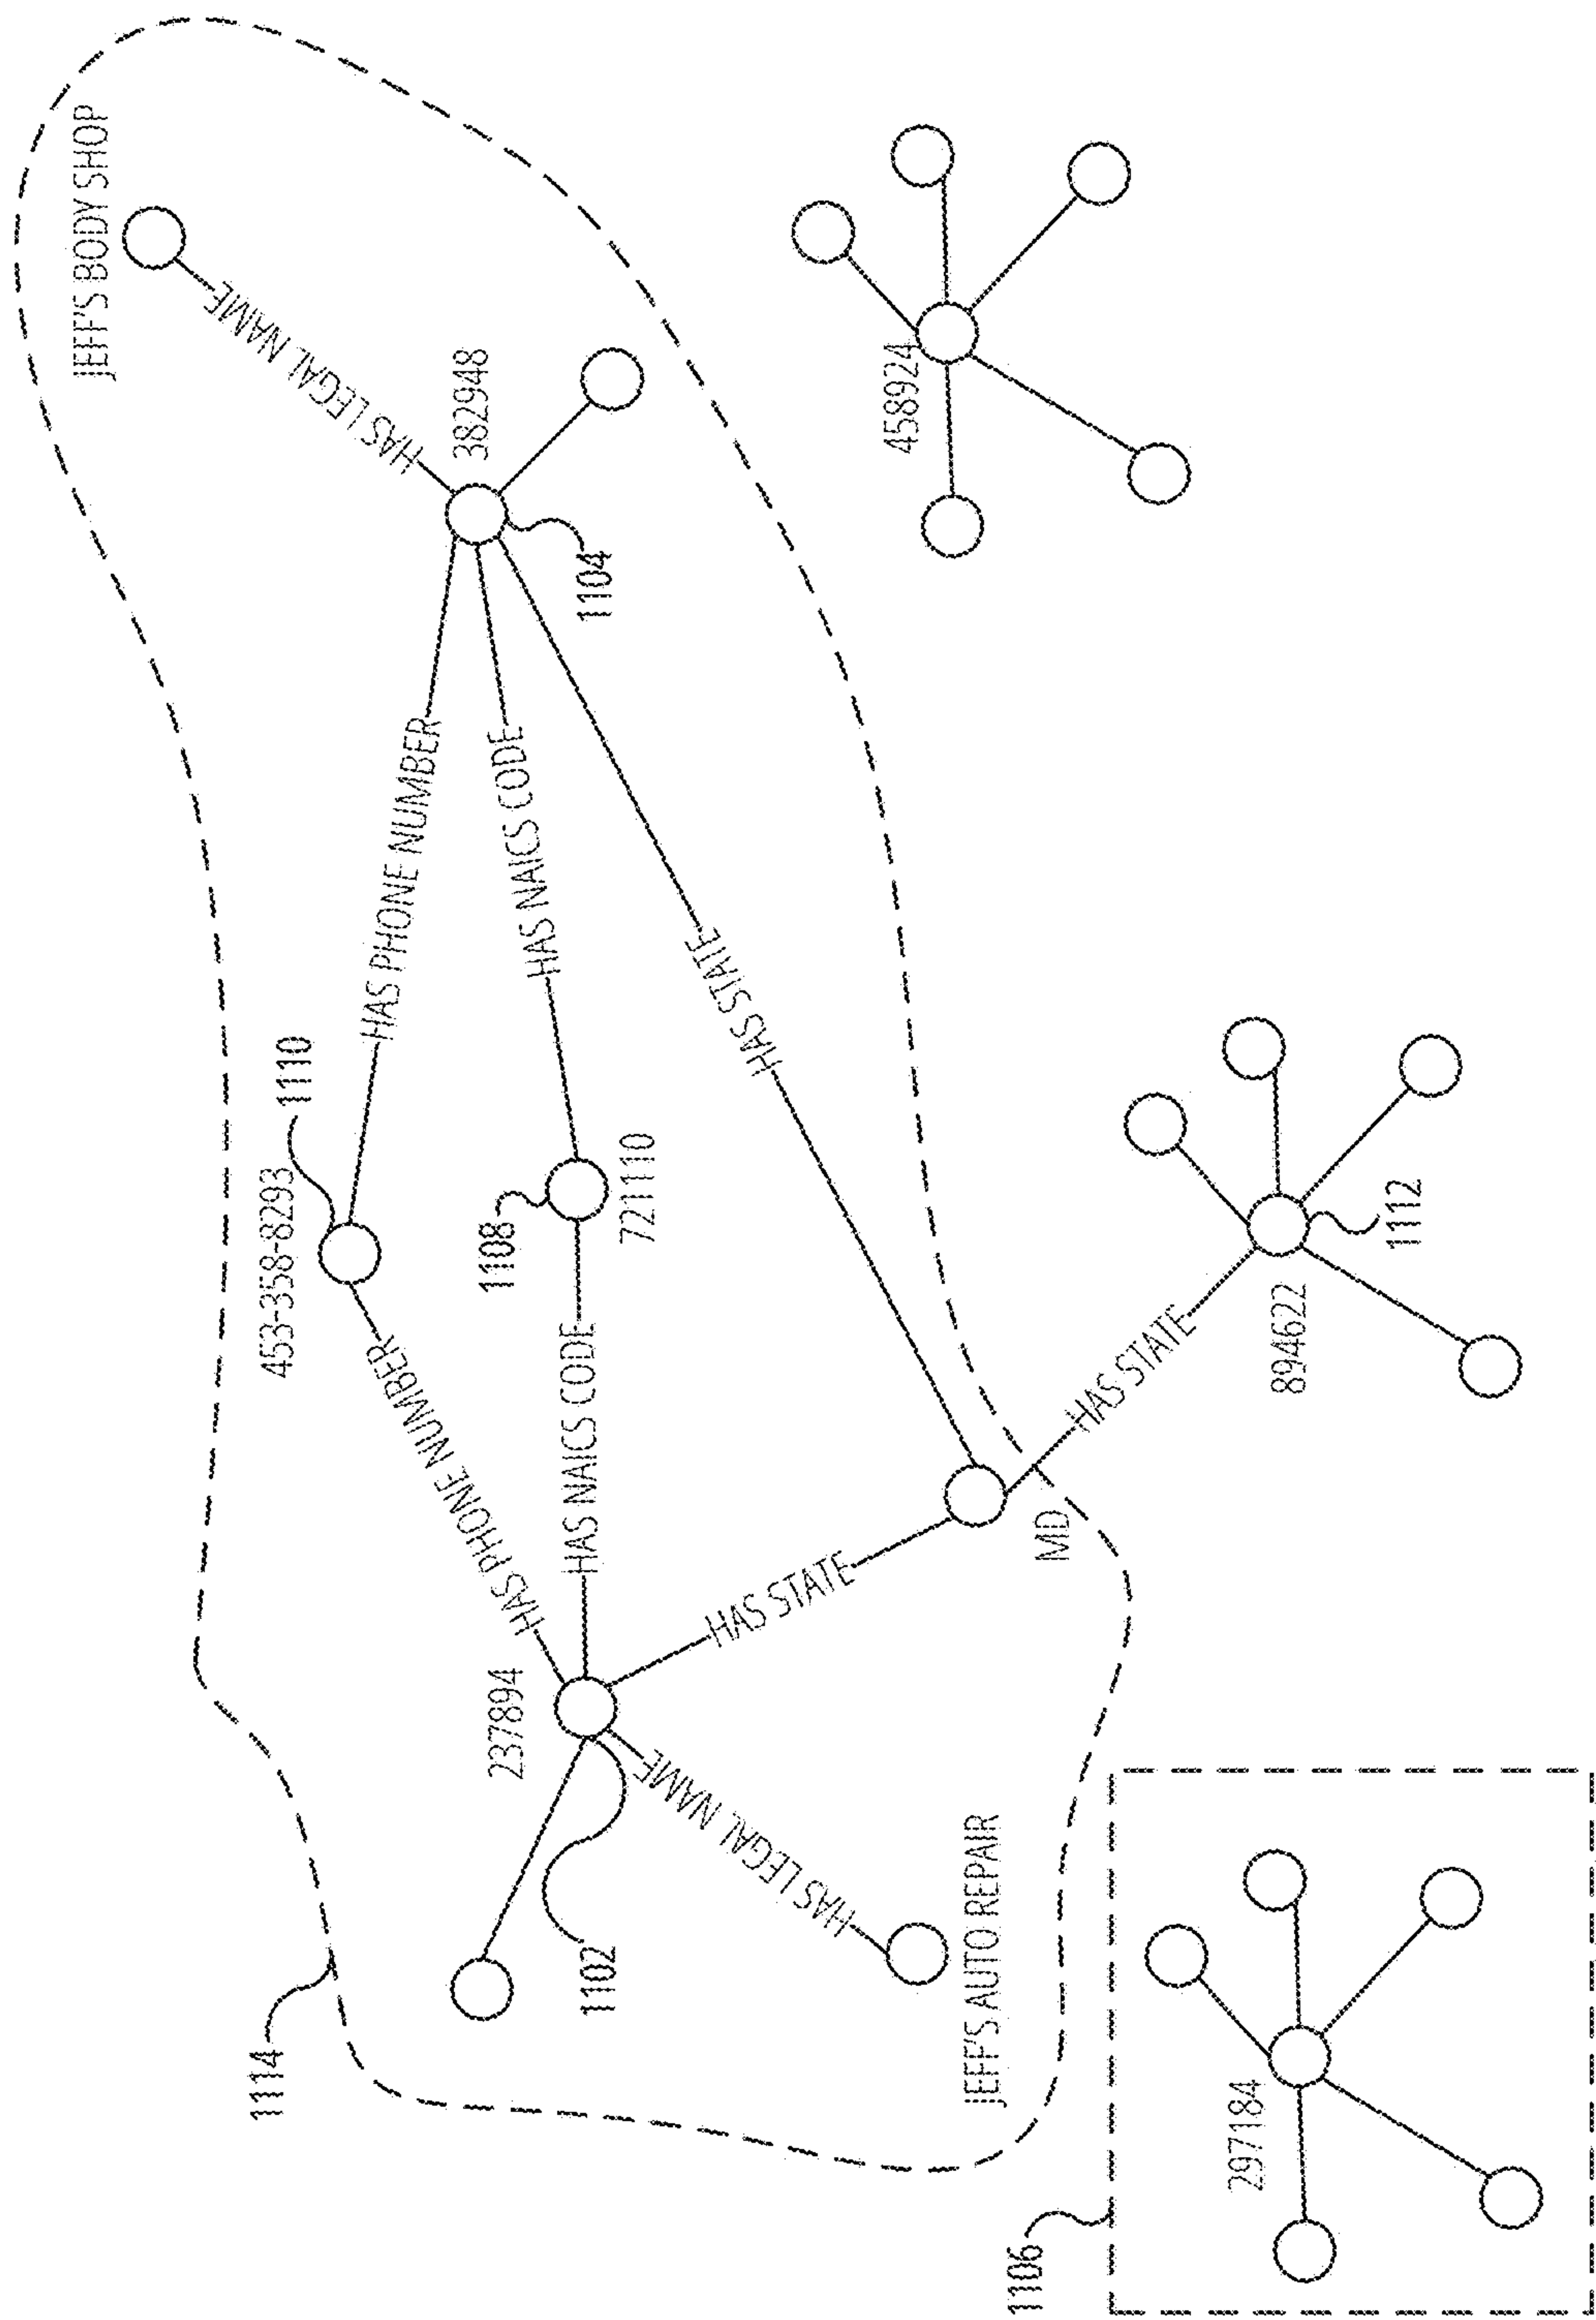 1114
1102
237894
HAS LEGAL NAME
JEFF'S AUTO REPAIR
HAS PHONE NUMBER
453-358-8293
1110
HAS PHONE NUMBER
HAS NAICS CODE
1108
721110
HAS NAICS CODE
HAS STATE
MD
HAS STATE
382948
1104
HAS LEGAL NAME
JEFF'S BODY SHOP
HAS STATE
894622
1112
458924
1106
297184